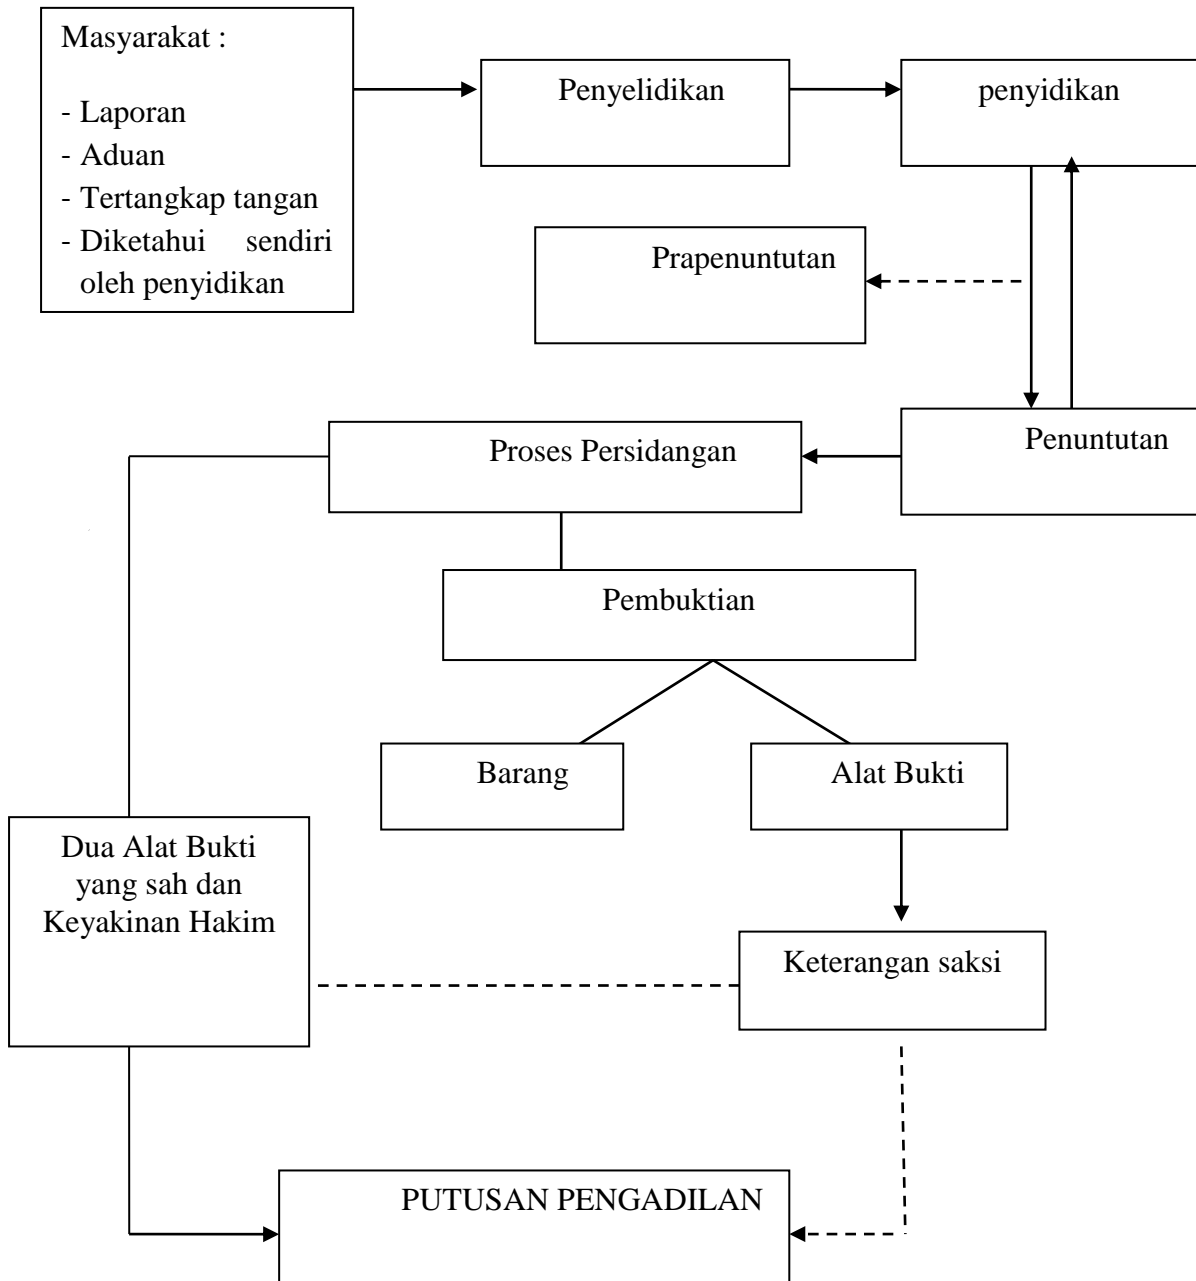 Masyarakat :
- Laporan
- Aduan
- Tertangkap tangan
- Diketahui sendiri
oleh penyidikan
Penyelidikan
penyidikan
Prapenuntutan
Penuntutan
Proses Persidangan
Pembuktian
Barang
Alat Bukti
Dua Alat Bukti
yang sah dan
Keyakinan Hakim
Keterangan saksi
PUTUSAN PENGADILAN